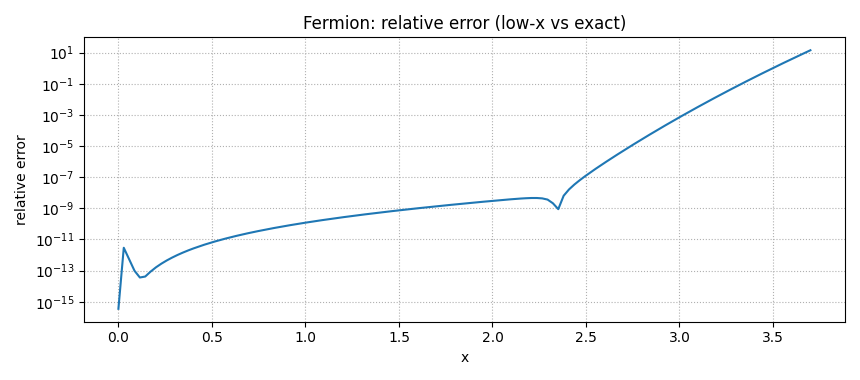 Fermion: relative error (low-x vs exact)
relative error
10¹
10⁻¹
10⁻³
10⁻⁵
10⁻⁷
10⁻⁹
10⁻¹¹
10⁻¹³
10⁻¹⁵
0.0 0.5 1.0 1.5 2.0 2.5 3.0 3.5
x